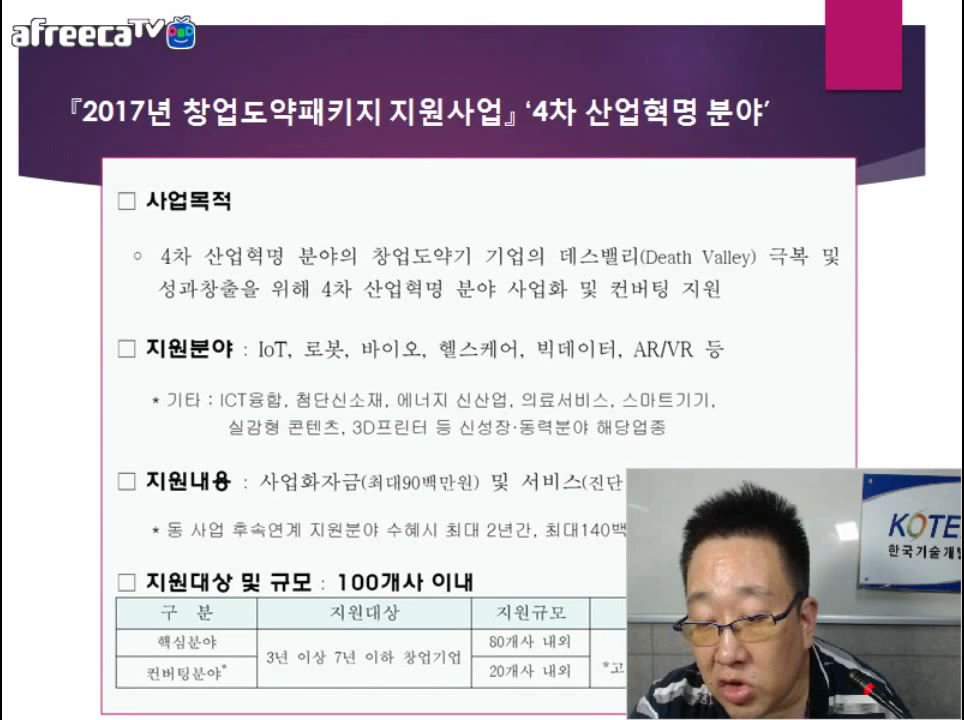 afreecaTV
『2017년 창업도약패키지 지원사업』 ‘4차 산업혁명 분야’
□ 사업목적
○ 4차 산업혁명 분야의 창업도약기 기업의 데스밸리(Death Valley) 극복 및
성과창출을 위해 4차 산업혁명 분야 사업화 및 컨버팅 지원
□ 지원분야 : IoT, 로봇, 바이오, 헬스케어, 빅데이터, AR/VR 등
* 기타 : ICT융합, 첨단신소재, 에너지 신산업, 의료서비스, 스마트기기,
실감형 콘텐츠, 3D프린터 등 신성장·동력분야 해당업종
□ 지원내용 : 사업화자금(최대90백만원) 및 서비스(진단
* 동 사업 후속연계 지원분야 수혜시 최대 2년간, 최대140백
□ 지원대상 및 규모 : 100개사 이내
구 분 지원대상 지원규모
핵심분야 3년 이상 7년 이하 창업기업 80개사 내외
컨버팅분야* 20개사 내외 *고
KOTE
한국기술개발